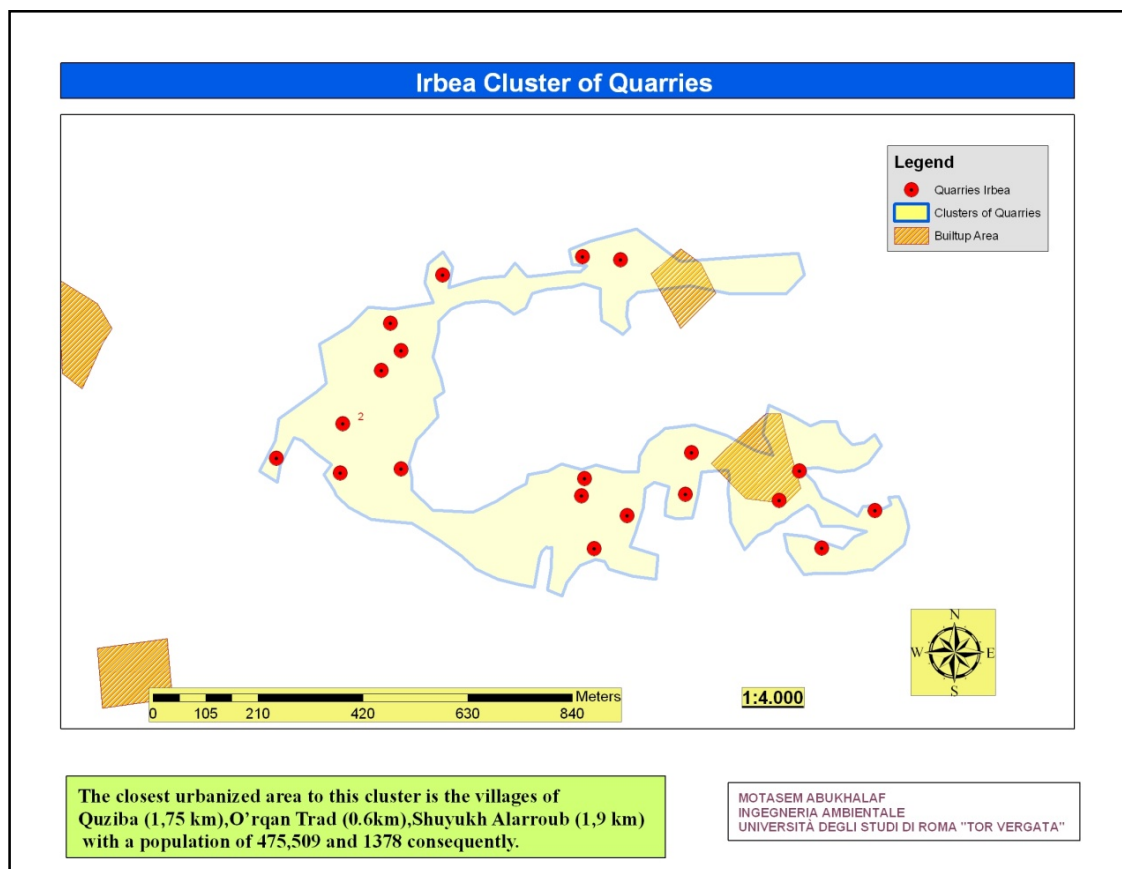 Irbea Cluster of Quarries
Legend
Quarries Irbea
Clusters of Quarries
Builtup Area
2
N
W E
S
Meters
0 105 210 420 630 840
1:4.000
The closest urbanized area to this cluster is the villages of
Quziba (1,75 km),O'rqan Trad (0.6km),Shuyukh Alarroub (1,9 km)
with a population of 475,509 and 1378 consequently.
MOTASEM ABUKHALAF
INGEGNERIA AMBIENTALE
UNIVERSITÀ DEGLI STUDI DI ROMA "TOR VERGATA"